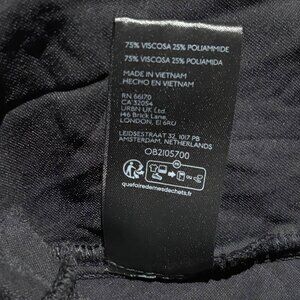 75% VISCOSA 25% POLIAMMIDE
75% VISCOSA 25% POLIAMIDA
MADE IN VIETNAM
HECHO EN VIETNAM
RN 66170
CA 32054
URBN UK Ltd.
146 Brick Lane,
LONDON, E1 6RU
LEIDSESTRAAT 32, 1017 PB
AMSTERDAM, NETHERLANDS
OB2105700
quefairedemesdechets.fr